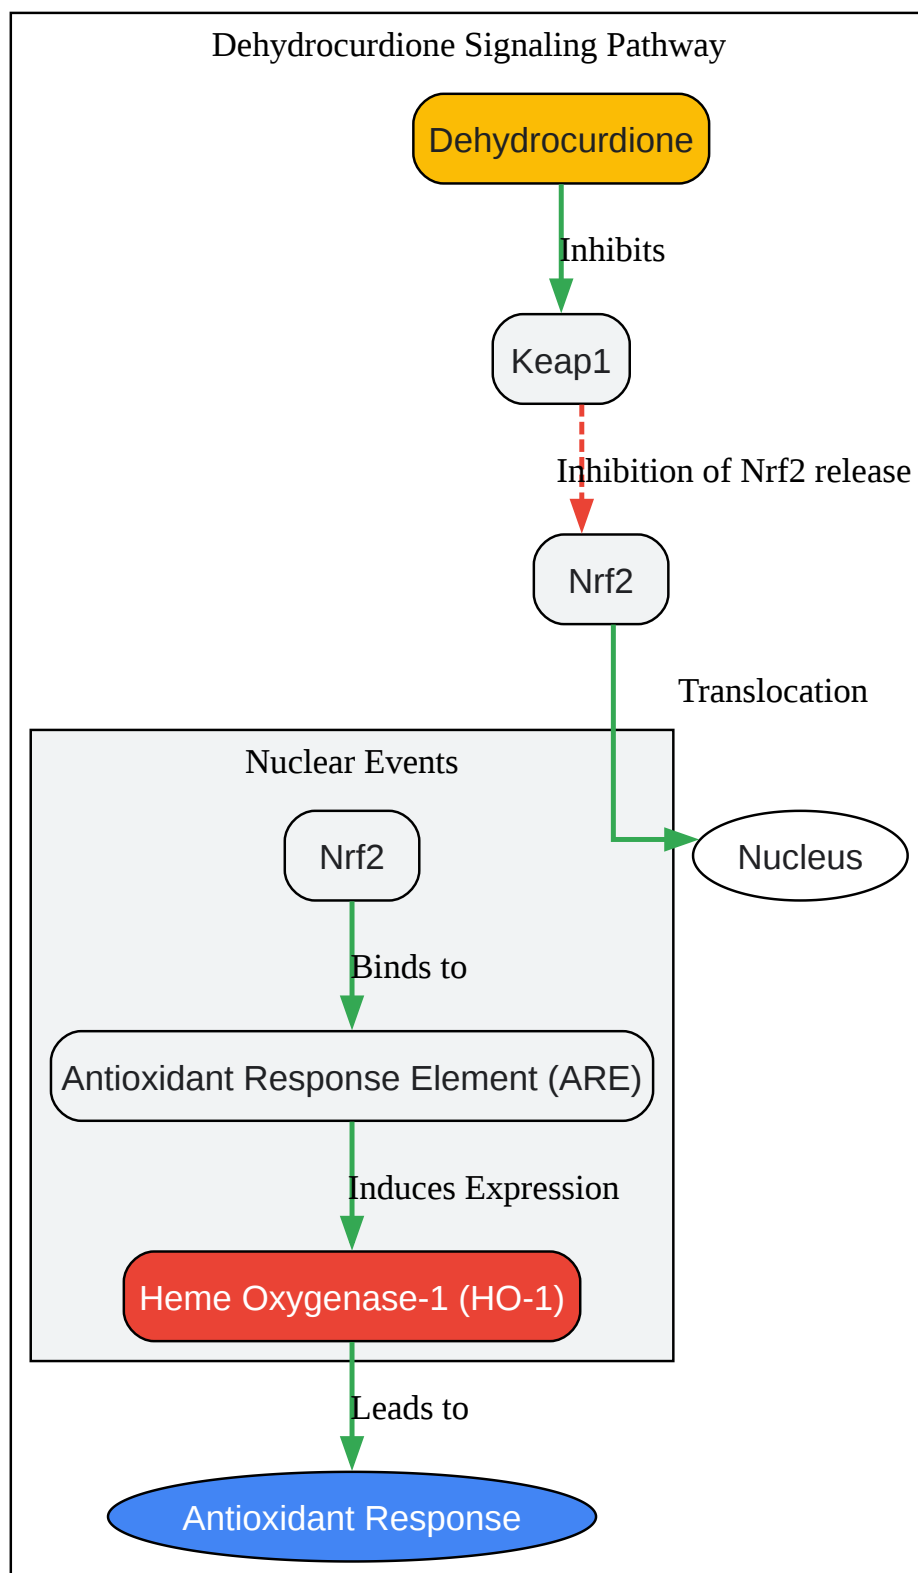 Dehydrocurdione Signaling Pathway
Dehydrocurdione
Inhibits
Keap1
Inhibition of Nrf2 release
Nrf2
Translocation
Nuclear Events
Nrf2
Nucleus
Binds to
Antioxidant Response Element (ARE)
Induces Expression
Heme Oxygenase-1 (HO-1)
Leads to
Antioxidant Response